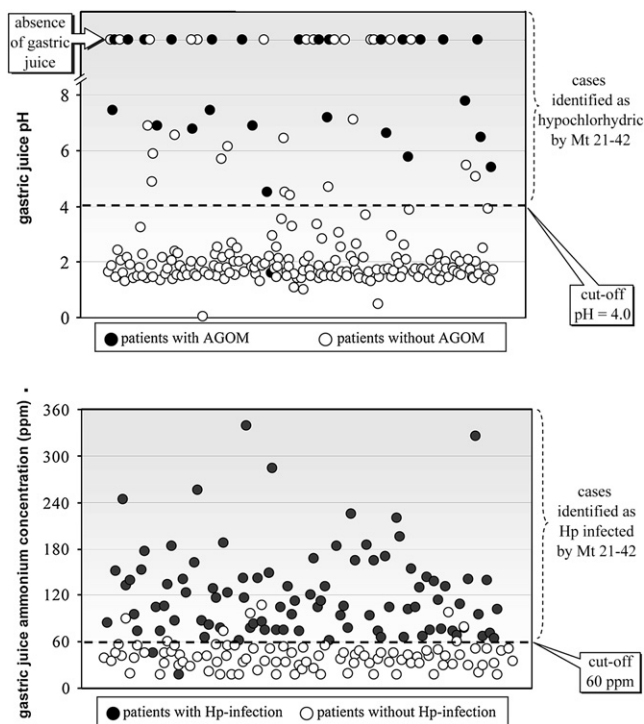 absence
of gastric
juice
gastric juice pH
8
6
4
2
0
cases
identified as
hypochlorhydric
by Mt 21-42
cut-off
pH = 4.0
patients with AGOM
patients without AGOM
gastric juice ammonium concentration (ppm) .
360
300
240
180
120
60
0
cases
identified as
Hp infected
by Mt 21-42
cut-off
60 ppm
patients with Hp-infection
patients without Hp-infection